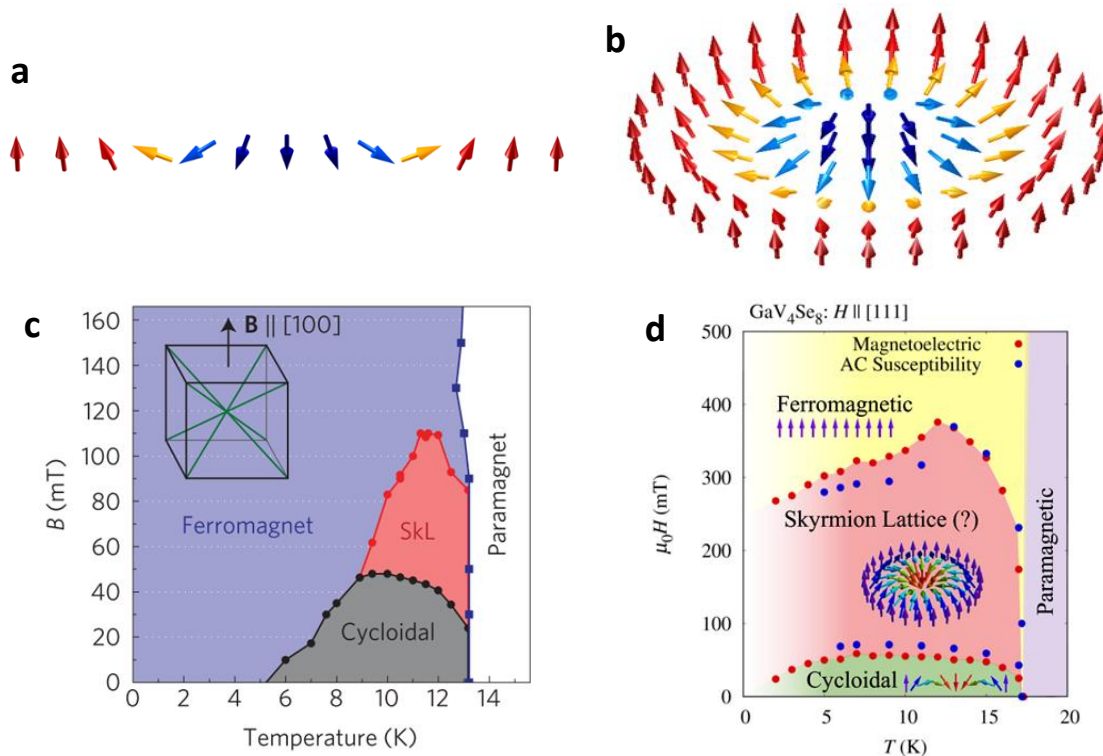 a
b
c
B (mT)
160
140
120
100
80
60
40
20
0
B || [100]
Ferromagnet
SkL
Cycloidal
Paramagnet
0 2 4 6 8 10 12 14
Temperature (K)
d
GaV₄Se₈: H || [111]
μ₀H (mT)
500
400
300
200
100
0
Magnetoelectric
AC Susceptibility
Ferromagnetic
Skyrmion Lattice (?)
Cycloidal
Paramagnetic
0 5 10 15 20
T (K)